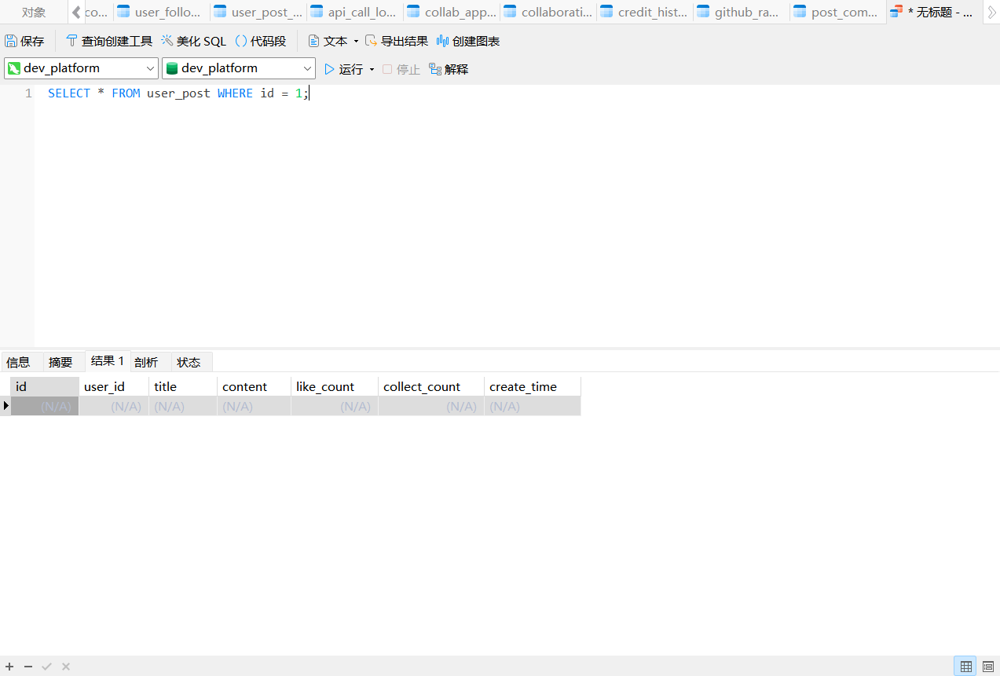 对象 co... user_follo... user_post_... api_call_lo... collab_app... collaborati... credit_hist... github_ra... post_com... * 无标题 - ...
保存 查询创建工具 美化 SQL () 代码段 文本 导出结果 创建图表
dev_platform dev_platform 运行 停止 解释
1 SELECT * FROM user_post WHERE id = 1;
信息 摘要 结果 1 剖析 状态
id user_id title content like_count collect_count create_time
(N/A) (N/A) (N/A) (N/A) (N/A) (N/A) (N/A)